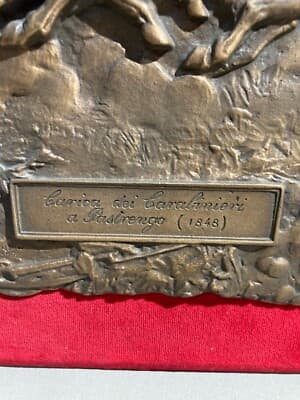 Carica dei Carabinieri
a Pastrengo (1848)